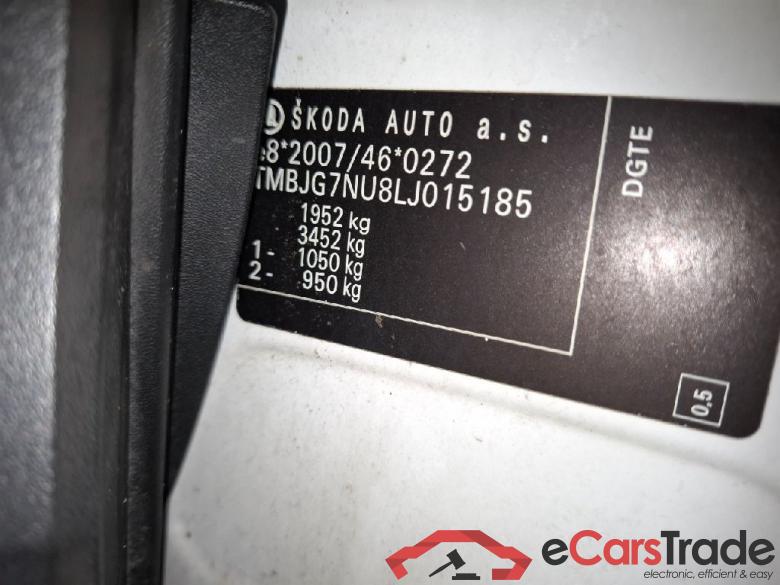 ŠKODA AUTO a.s.
e8*2007/46*0272
TMBJG7NU8LJ015185
1952 kg
3452 kg
1- 1050 kg
2- 950 kg
DGTE
0,5
eCarsTrade
electronic, efficient & easy